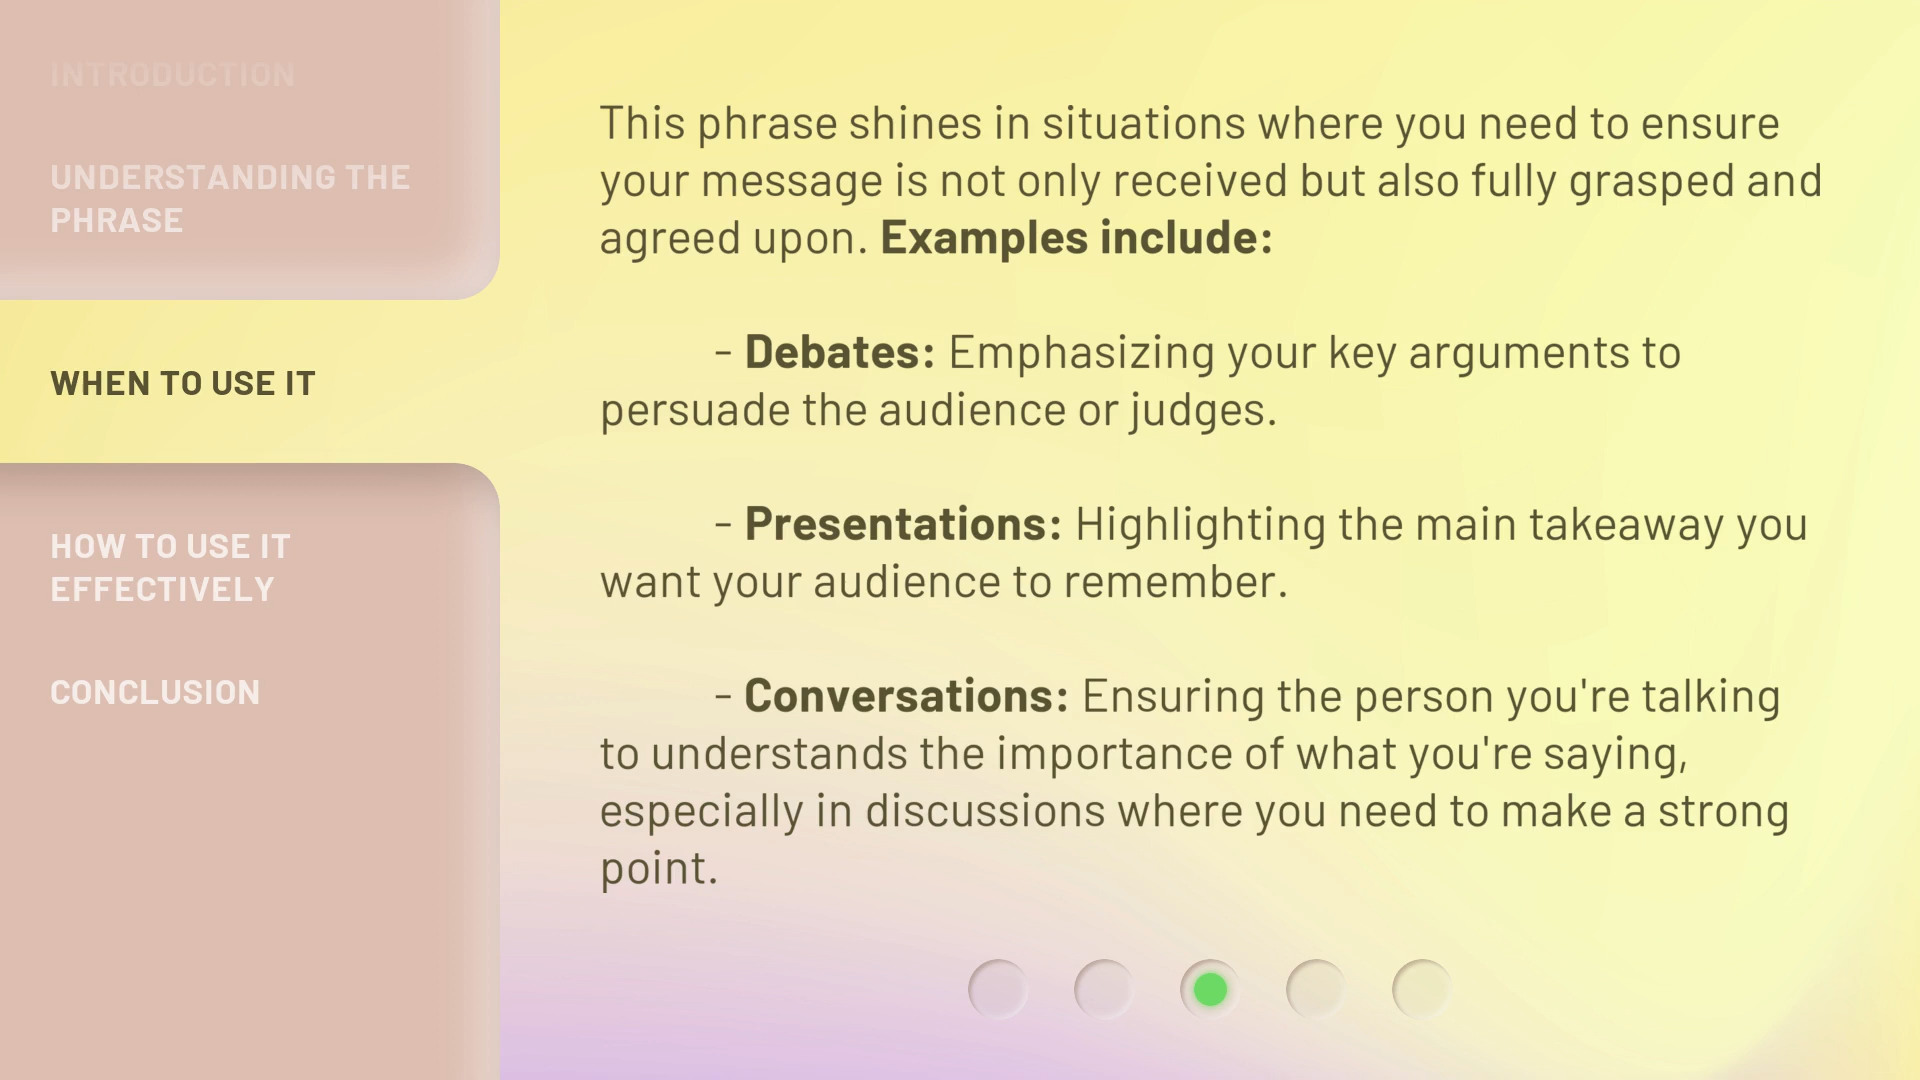 INTRODUCTION
UNDERSTANDING THE
PHRASE
WHEN TO USE IT
HOW TO USE IT
EFFECTIVELY
CONCLUSION
This phrase shines in situations where you need to ensure
your message is not only received but also fully grasped and
agreed upon. Examples include:
- Debates: Emphasizing your key arguments to
persuade the audience or judges.
- Presentations: Highlighting the main takeaway you
want your audience to remember.
- Conversations: Ensuring the person you're talking
to understands the importance of what you're saying,
especially in discussions where you need to make a strong
point.